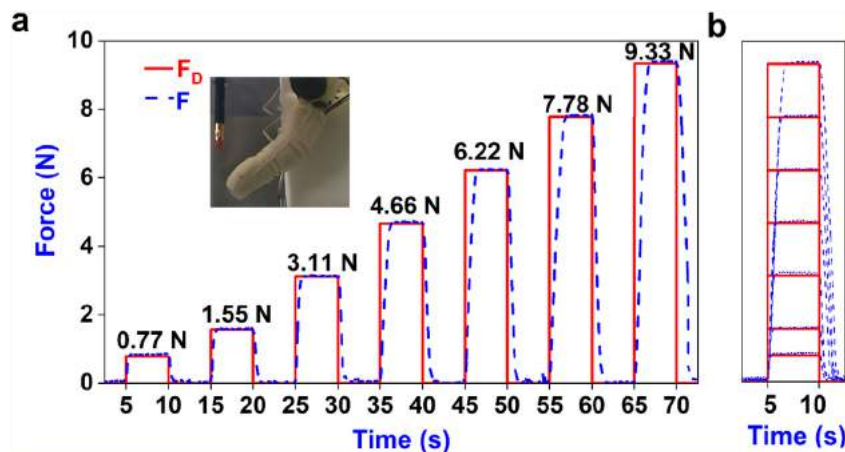 a
b
10
8
6
4
2
0
Force (N)
F_D
F
0.77 N
1.55 N
3.11 N
4.66 N
6.22 N
7.78 N
9.33 N
5 10 15 20 25 30 35 40 45 50 55 60 65 70
Time (s)
5 10
Time (s)